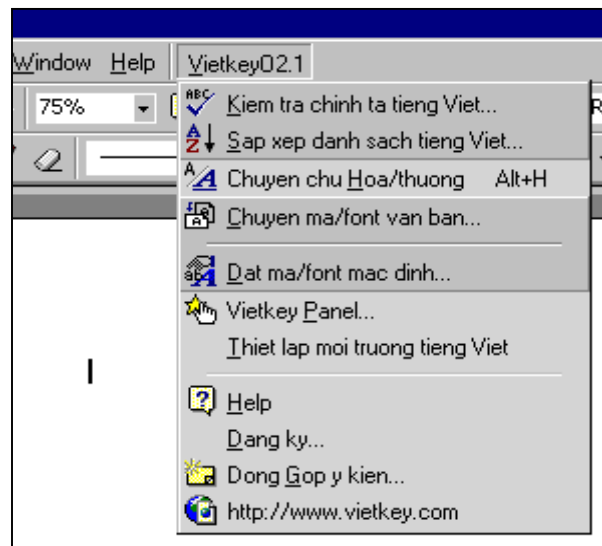 Window Help VietkeyO2.1
75%
Kiem tra chinh ta tieng Viet...
Sap xep danh sach tieng Viet...
Chuyen chu Hoa/thuong Alt+H
Chuyen ma/font van ban...
Dat ma/font mac dinh...
Vietkey Panel...
Thiet lap moi truong tieng Viet
Help
Dang ky...
Dong Gop y kien...
http://www.vietkey.com